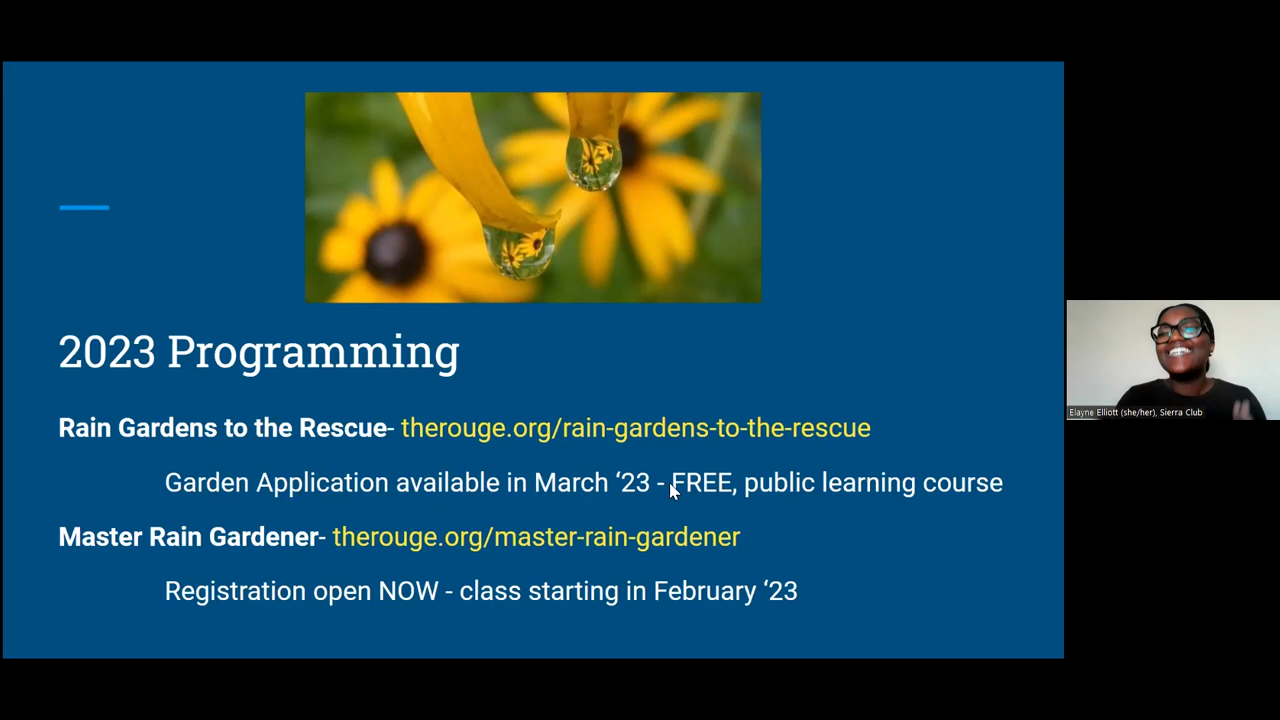 2023 Programming
Rain Gardens to the Rescue- therouge.org/rain-gardens-to-the-rescue
Garden Application available in March ‘23 - FREE, public learning course
Master Rain Gardener- therouge.org/master-rain-gardener
Registration open NOW - class starting in February ‘23
Elayne Elliott (she/her), Sierra Club